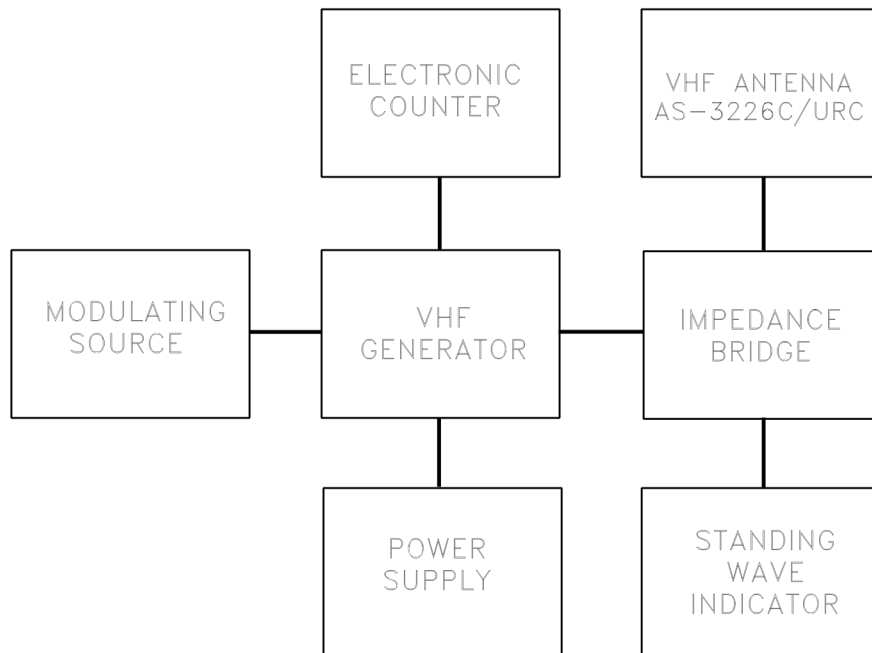 ELECTRONIC
COUNTER
VHF ANTENNA
AS-3226C/URC
MODULATING
SOURCE
VHF
GENERATOR
IMPEDANCE
BRIDGE
POWER
SUPPLY
STANDING
WAVE
INDICATOR